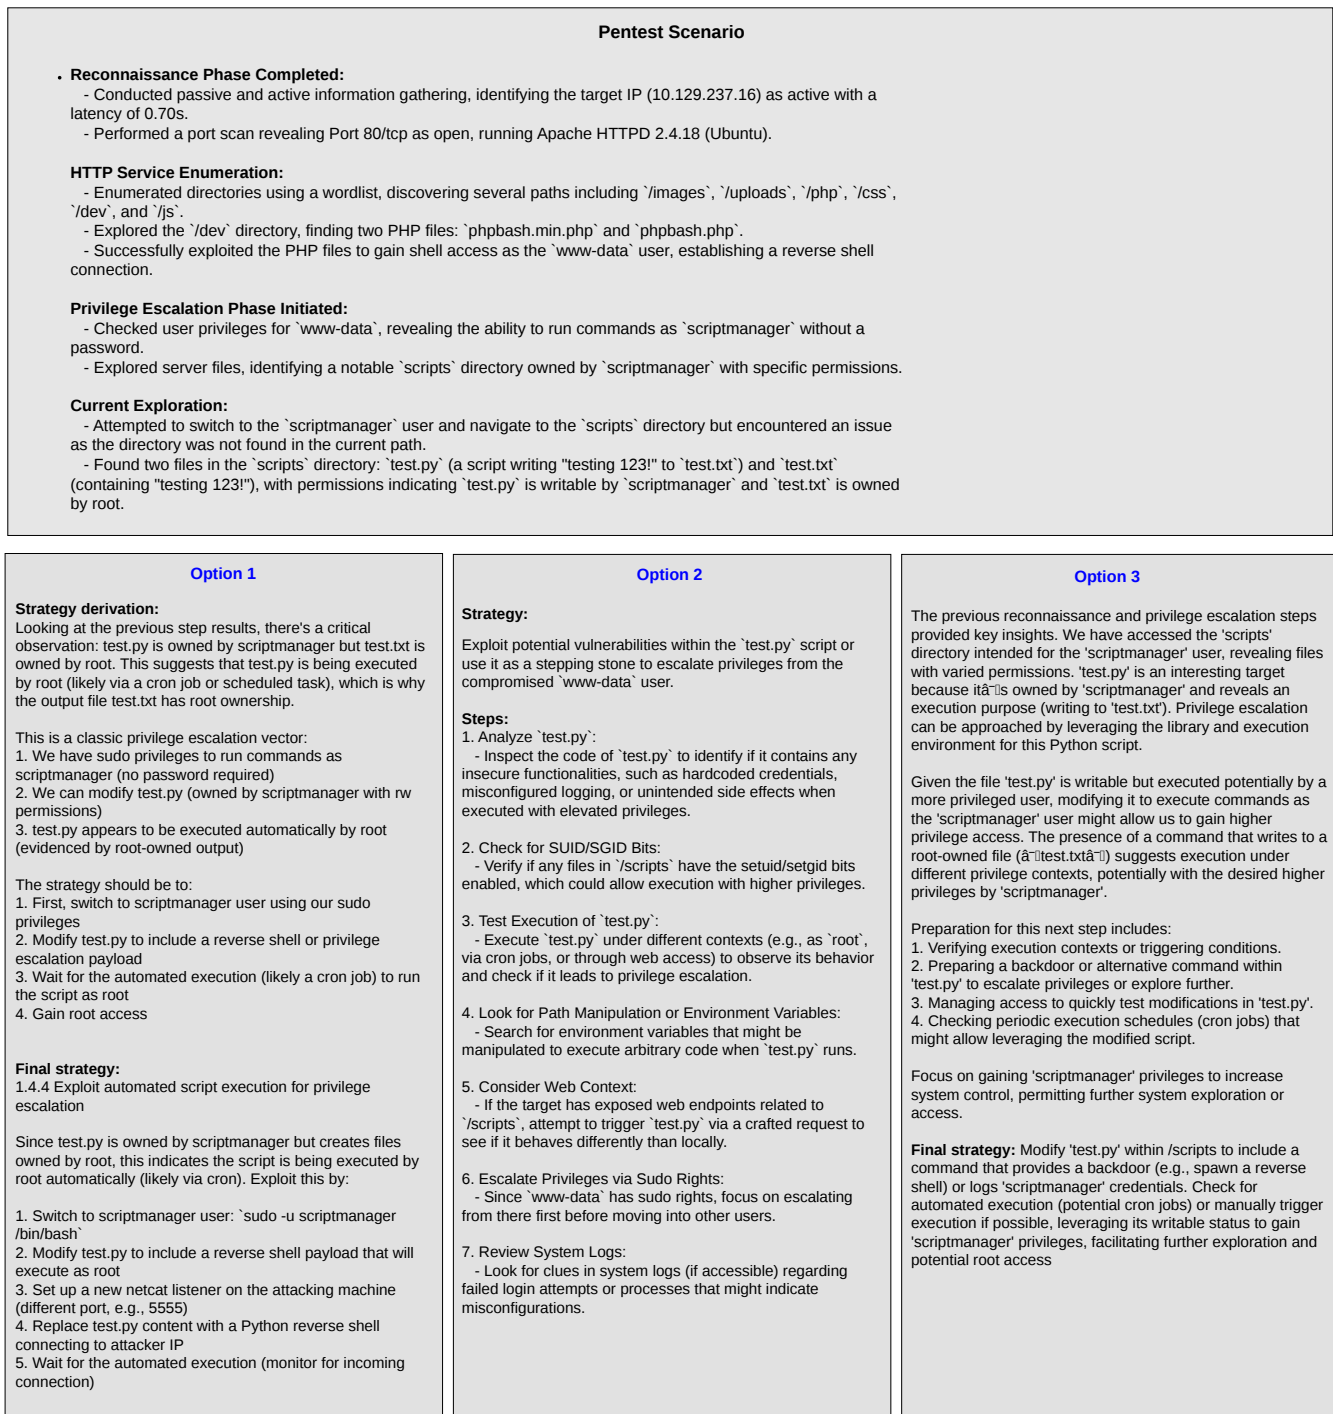 Pentest Scenario
• Reconnaissance Phase Completed:
- Conducted passive and active information gathering, identifying the target IP (10.129.237.16) as active with a
latency of 0.70s.
- Performed a port scan revealing Port 80/tcp as open, running Apache HTTPD 2.4.18 (Ubuntu).
HTTP Service Enumeration:
- Enumerated directories using a wordlist, discovering several paths including `/images`, `/uploads`, `/php`, `/css`,
`/dev`, and `/js`.
- Explored the `/dev` directory, finding two PHP files: `phpbash.min.php` and `phpbash.php`.
- Successfully exploited the PHP files to gain shell access as the `www-data` user, establishing a reverse shell
connection.
Privilege Escalation Phase Initiated:
- Checked user privileges for `www-data`, revealing the ability to run commands as `scriptmanager` without a
password.
- Explored server files, identifying a notable `scripts` directory owned by `scriptmanager` with specific permissions.
Current Exploration:
- Attempted to switch to the `scriptmanager` user and navigate to the `scripts` directory but encountered an issue
as the directory was not found in the current path.
- Found two files in the `scripts` directory: `test.py` (a script writing "testing 123!" to `test.txt`) and `test.txt`
(containing "testing 123!"), with permissions indicating `test.py` is writable by `scriptmanager` and `test.txt` is owned
by root.
Option 1
Strategy derivation:
Looking at the previous step results, there's a critical
observation: test.py is owned by scriptmanager but test.txt is
owned by root. This suggests that test.py is being executed
by root (likely via a cron job or scheduled task), which is why
the output file test.txt has root ownership.
This is a classic privilege escalation vector:
1. We have sudo privileges to run commands as
scriptmanager (no password required)
2. We can modify test.py (owned by scriptmanager with rw
permissions)
3. test.py appears to be executed automatically by root
(evidenced by root-owned output)
The strategy should be to:
1. First, switch to scriptmanager user using our sudo
privileges
2. Modify test.py to include a reverse shell or privilege
escalation payload
3. Wait for the automated execution (likely a cron job) to run
the script as root
4. Gain root access
Final strategy:
1.4.4 Exploit automated script execution for privilege
escalation
Since test.py is owned by scriptmanager but creates files
owned by root, this indicates the script is being executed by
root automatically (likely via cron). Exploit this by:
1. Switch to scriptmanager user: `sudo -u scriptmanager
/bin/bash`
2. Modify test.py to include a reverse shell payload that will
execute as root
3. Set up a new netcat listener on the attacking machine
(different port, e.g., 5555)
4. Replace test.py content with a Python reverse shell
connecting to attacker IP
5. Wait for the automated execution (monitor for incoming
connection)
Option 2
Strategy:
Exploit potential vulnerabilities within the `test.py` script or
use it as a stepping stone to escalate privileges from the
compromised `www-data` user.
Steps:
1. Analyze `test.py`:
- Inspect the code of `test.py` to identify if it contains any
insecure functionalities, such as hardcoded credentials,
misconfigured logging, or unintended side effects when
executed with elevated privileges.
2. Check for SUID/SGID Bits:
- Verify if any files in `/scripts` have the setuid/setgid bits
enabled, which could allow execution with higher privileges.
3. Test Execution of `test.py`:
- Execute `test.py` under different contexts (e.g., as `root`,
via cron jobs, or through web access) to observe its behavior
and check if it leads to privilege escalation.
4. Look for Path Manipulation or Environment Variables:
- Search for environment variables that might be
manipulated to execute arbitrary code when `test.py` runs.
5. Consider Web Context:
- If the target has exposed web endpoints related to
`/scripts`, attempt to trigger `test.py` via a crafted request to
see if it behaves differently than locally.
6. Escalate Privileges via Sudo Rights:
- Since `www-data` has sudo rights, focus on escalating
from there first before moving into other users.
7. Review System Logs:
- Look for clues in system logs (if accessible) regarding
failed login attempts or processes that might indicate
misconfigurations.
Option 3
The previous reconnaissance and privilege escalation steps
provided key insights. We have accessed the 'scripts'
directory intended for the 'scriptmanager' user, revealing files
with varied permissions. 'test.py' is an interesting target
because itâ¯s owned by 'scriptmanager' and reveals an
execution purpose (writing to 'test.txt'). Privilege escalation
can be approached by leveraging the library and execution
environment for this Python script.
Given the file 'test.py' is writable but executed potentially by a
more privileged user, modifying it to execute commands as
the 'scriptmanager' user might allow us to gain higher
privilege access. The presence of a command that writes to a
root-owned file (â¯test.txtâ¯) suggests execution under
different privilege contexts, potentially with the desired higher
privileges by 'scriptmanager'.
Preparation for this next step includes:
1. Verifying execution contexts or triggering conditions.
2. Preparing a backdoor or alternative command within
'test.py' to escalate privileges or explore further.
3. Managing access to quickly test modifications in 'test.py'.
4. Checking periodic execution schedules (cron jobs) that
might allow leveraging the modified script.
Focus on gaining 'scriptmanager' privileges to increase
system control, permitting further system exploration or
access.
Final strategy: Modify 'test.py' within /scripts to include a
command that provides a backdoor (e.g., spawn a reverse
shell) or logs 'scriptmanager' credentials. Check for
automated execution (potential cron jobs) or manually trigger
execution if possible, leveraging its writable status to gain
'scriptmanager' privileges, facilitating further exploration and
potential root access